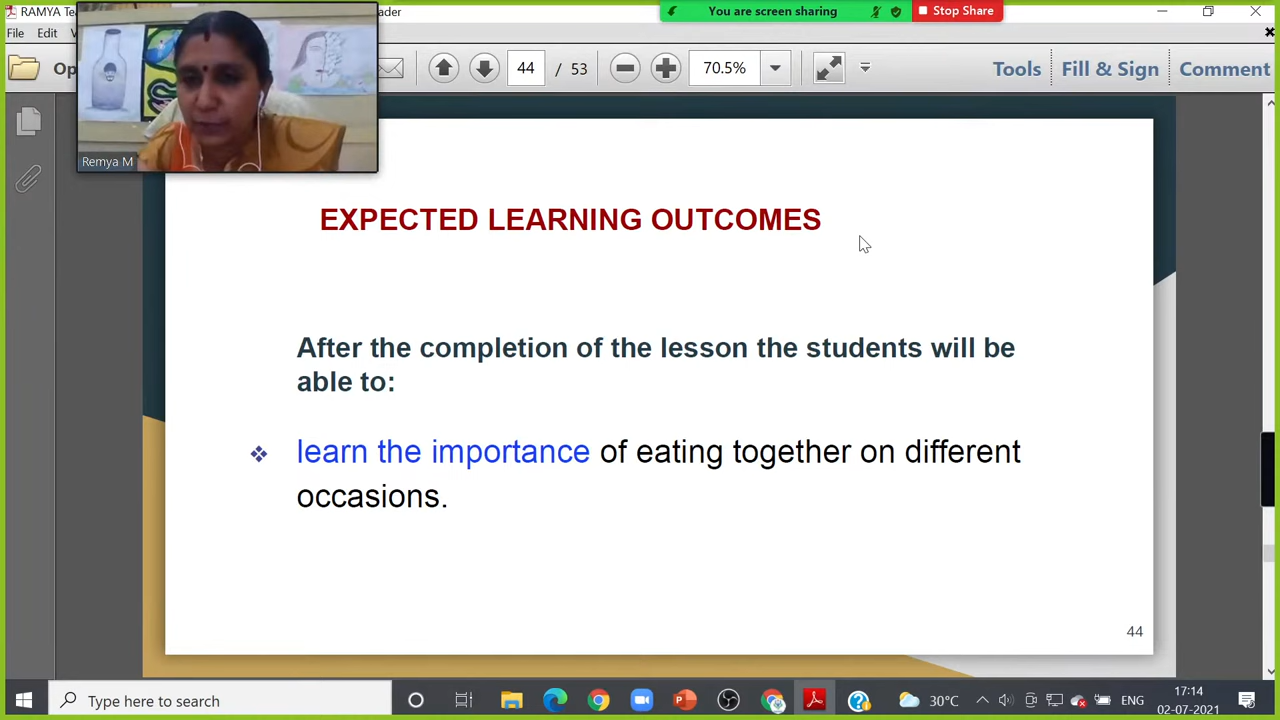 RAMYA Te
ader
You are screen sharing
Stop Share
File Edit V
Op
44 / 53
70.5%
Tools Fill & Sign Comment
Remya M
EXPECTED LEARNING OUTCOMES
After the completion of the lesson the students will be
able to:
learn the importance of eating together on different
occasions.
44
Type here to search
30°C
ENG
17:14
02-07-2021